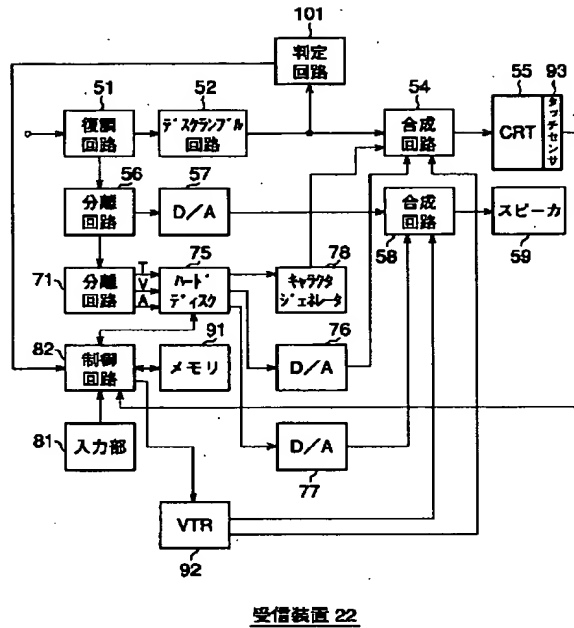 101
判定
回路
51
復調
回路
52
デスクランブル
回路
54
合成
回路
55
CRT
93
タッチセンサ
56
分離
回路
57
D/A
合成
回路
58
スピーカ
59
71
分離
回路
T
V
A
75
ハード
ディスク
78
キャラクタ
ジェネレータ
82
制御
回路
91
メモリ
76
D/A
81
入力部
D/A
77
VTR
92
受信装置22